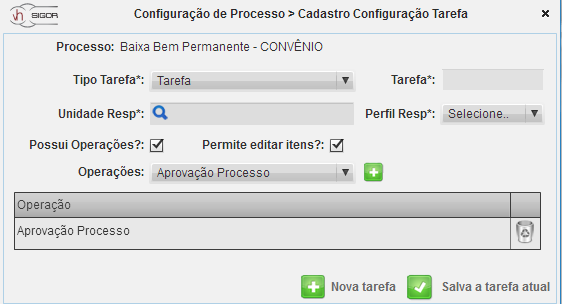 vh SIGOR
Configuração de Processo > Cadastro Configuração Tarefa
Processo: Baixa Bem Permanente - CONVÊNIO
Tipo Tarefa*: Tarefa Tarefa*:
Unidade Resp*: Perfil Resp*: Selecione..
Possui Operações?: Permite editar itens?:
Operações: Aprovação Processo
Operação
Aprovação Processo
Nova tarefa Salva a tarefa atual